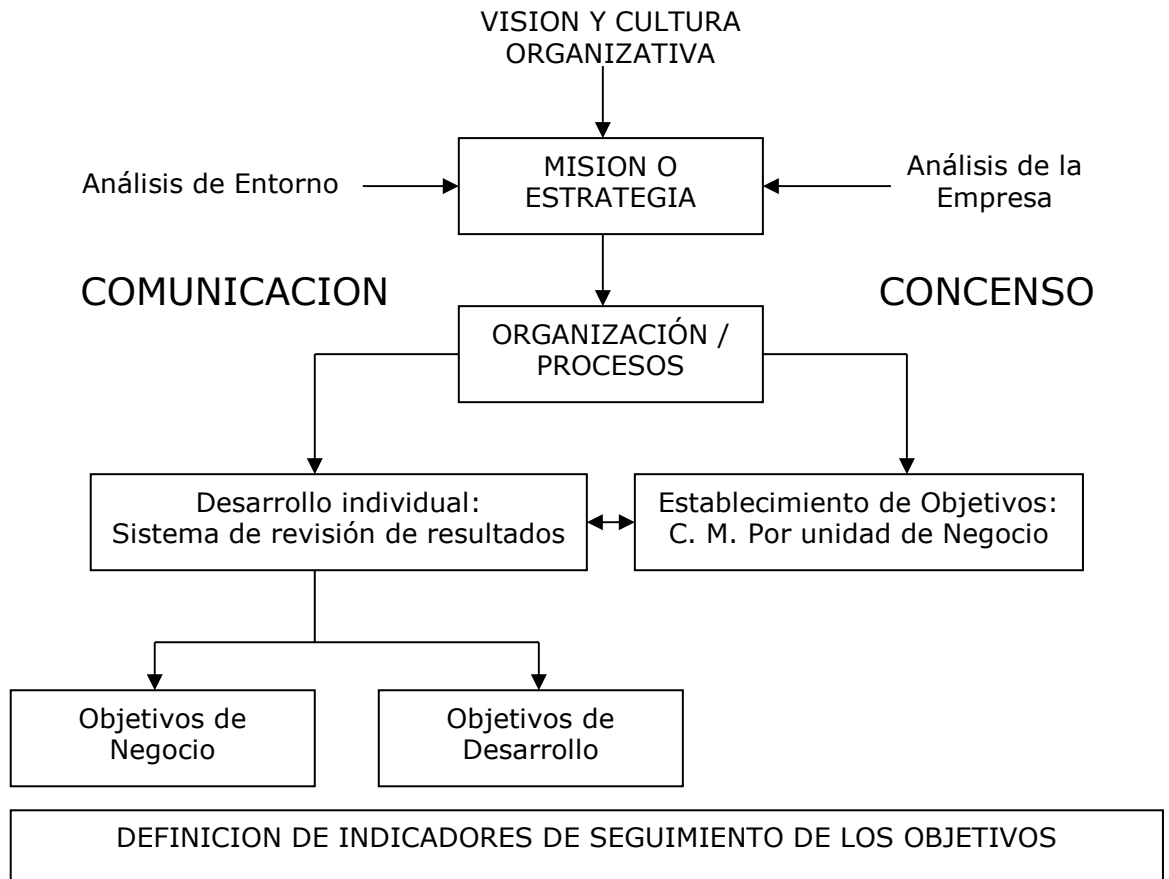 VISION Y CULTURA
ORGANIZATIVA
MISION O
ESTRATEGIA
Análisis de Entorno
Análisis de la
Empresa
COMUNICACION
CONCENSO
ORGANIZACIÓN /
PROCESOS
Desarrollo individual:
Sistema de revisión de resultados
Establecimiento de Objetivos:
C. M. Por unidad de Negocio
Objetivos de
Negocio
Objetivos de
Desarrollo
DEFINICION DE INDICADORES DE SEGUIMIENTO DE LOS OBJETIVOS